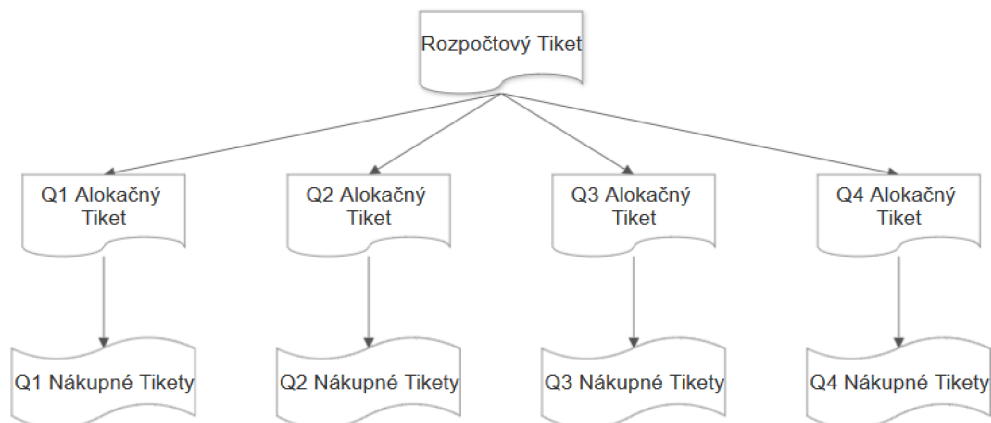 Rozpočtový Tiket
Q1 Alokačný
Tiket
Q2 Alokačný
Tiket
Q3 Alokačný
Tiket
Q4 Alokačný
Tiket
Q1 Nákupné Tikety
Q2 Nákupné Tikety
Q3 Nákupné Tikety
Q4 Nákupné Tikety